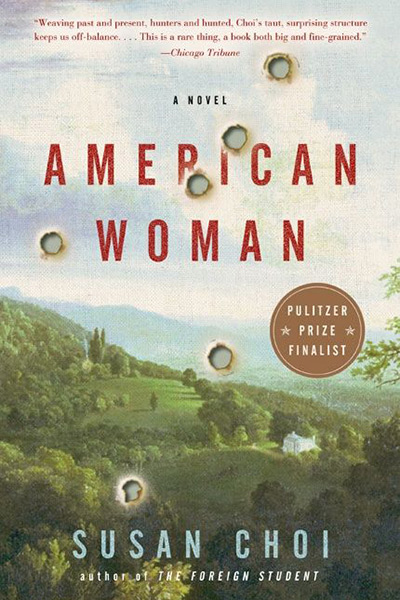 “Weaving past and present, hunters and hunted, Choi’s taut, surprising structure
keeps us off-balance. . . . This is a rare thing, a book both big and fine-grained.”
—Chicago Tribune
A NOVEL
AMERICAN
WOMAN
PULITZER
PRIZE
FINALIST
SUSAN CHOI
author of THE FOREIGN STUDENT